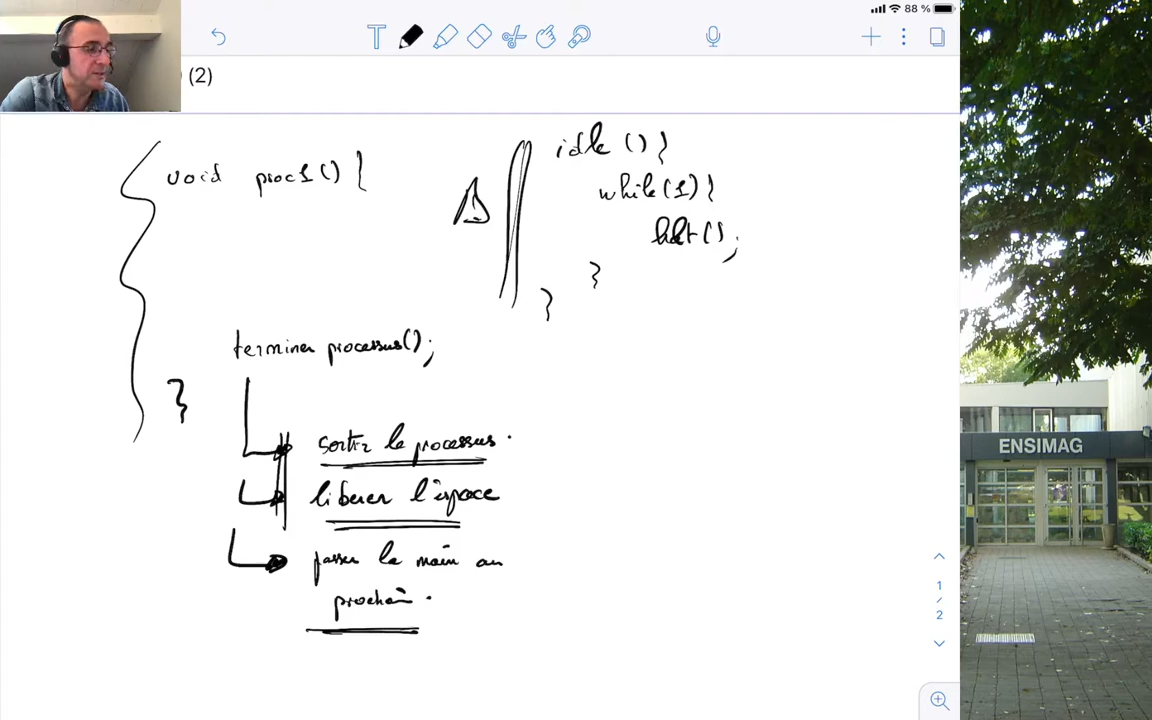 88 %
(2)
void proc1() {
idle () {
while(1) {
hlt();
}
}
terminer processus();
}
sortir le processus.
liberer l'espace
passer la main au
prochain.
ENSIMAG
1
/
2